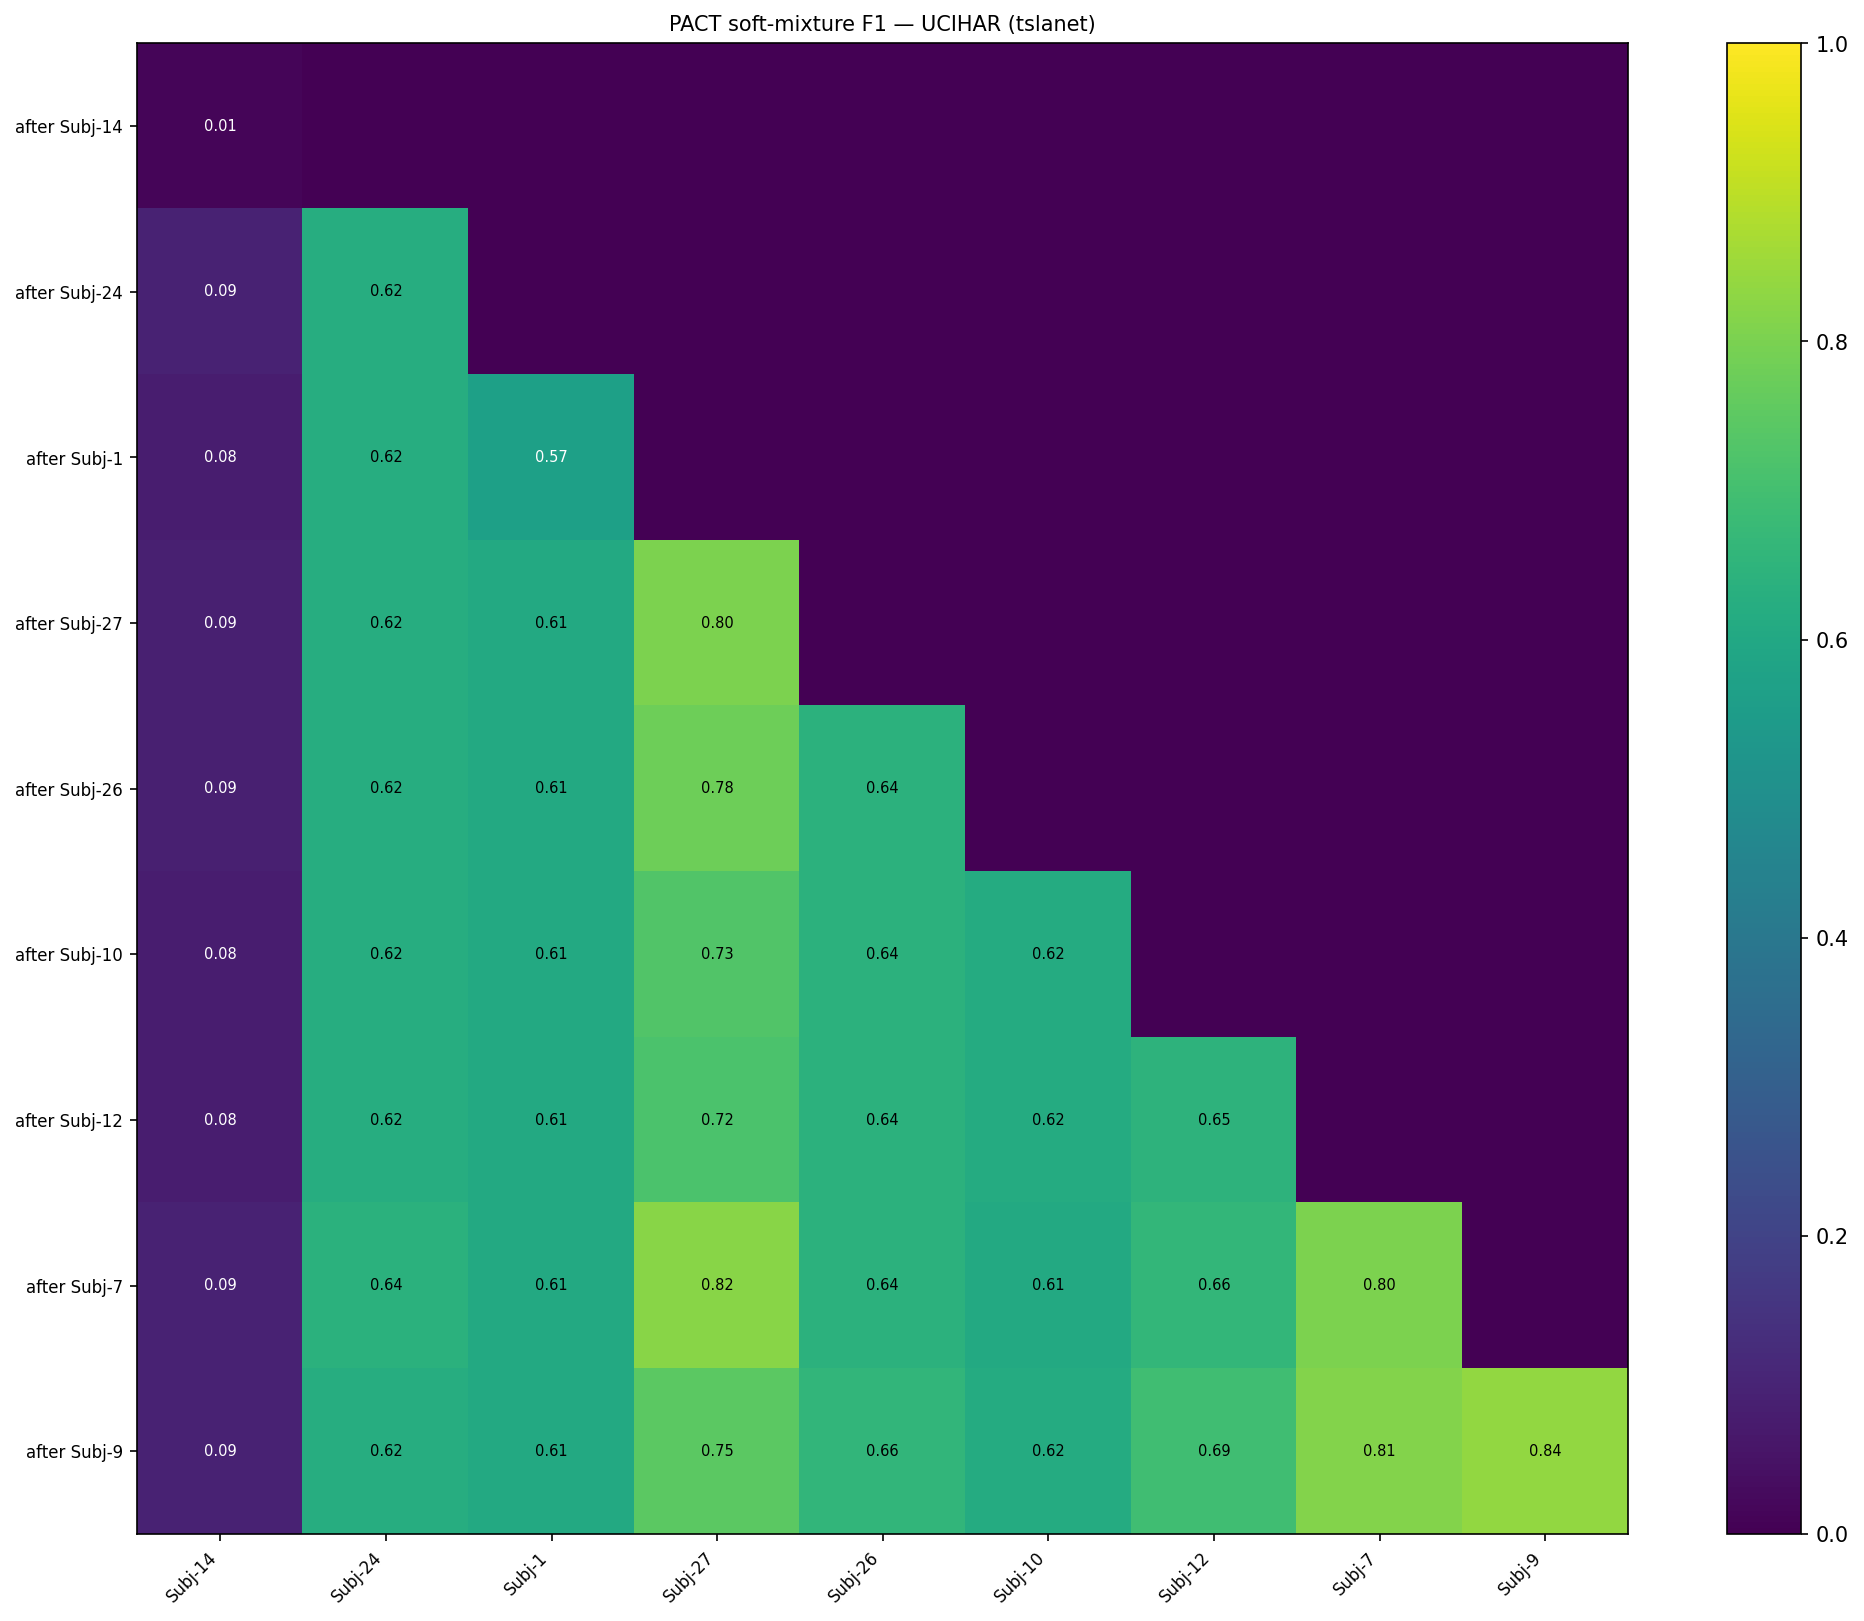 PACT soft-mixture F1 — UCIHAR (tslanet)
after Subj-14
0.01
after Subj-24
0.09 0.62
after Subj-1
0.08 0.62 0.57
after Subj-27
0.09 0.62 0.61 0.80
after Subj-26
0.09 0.62 0.61 0.78 0.64
after Subj-10
0.08 0.62 0.61 0.73 0.64 0.62
after Subj-12
0.08 0.62 0.61 0.72 0.64 0.62 0.65
after Subj-7
0.09 0.64 0.61 0.82 0.64 0.61 0.66 0.80
after Subj-9
0.09 0.62 0.61 0.75 0.66 0.62 0.69 0.81 0.84
Subj-14
Subj-24
Subj-1
Subj-27
Subj-26
Subj-10
Subj-12
Subj-7
Subj-9
1.0
0.8
0.6
0.4
0.2
0.0